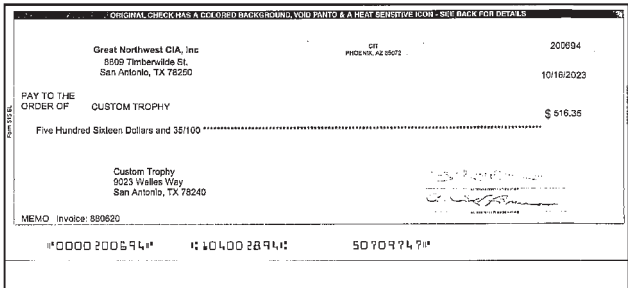 ORIGINAL CHECK HAS A COLORED BACKGROUND, VOID PANTO & A HEAT SENSITIVE ICON - SEE BACK FOR DETAILS
Great Northwest CIA, Inc
8809 Timberwilde St.
San Antonio, TX 78250
CIT
PHOENIX, AZ 85072
200694
10/16/2023
PAY TO THE
ORDER OF CUSTOM TROPHY
$ 516.35
Five Hundred Sixteen Dollars and 35/100
Custom Trophy
9023 Welles Way
San Antonio, TX 78240
MEMO Invoice: 880620
⑈0000200694⑈ ⑆104002894⑆ 50709747⑈